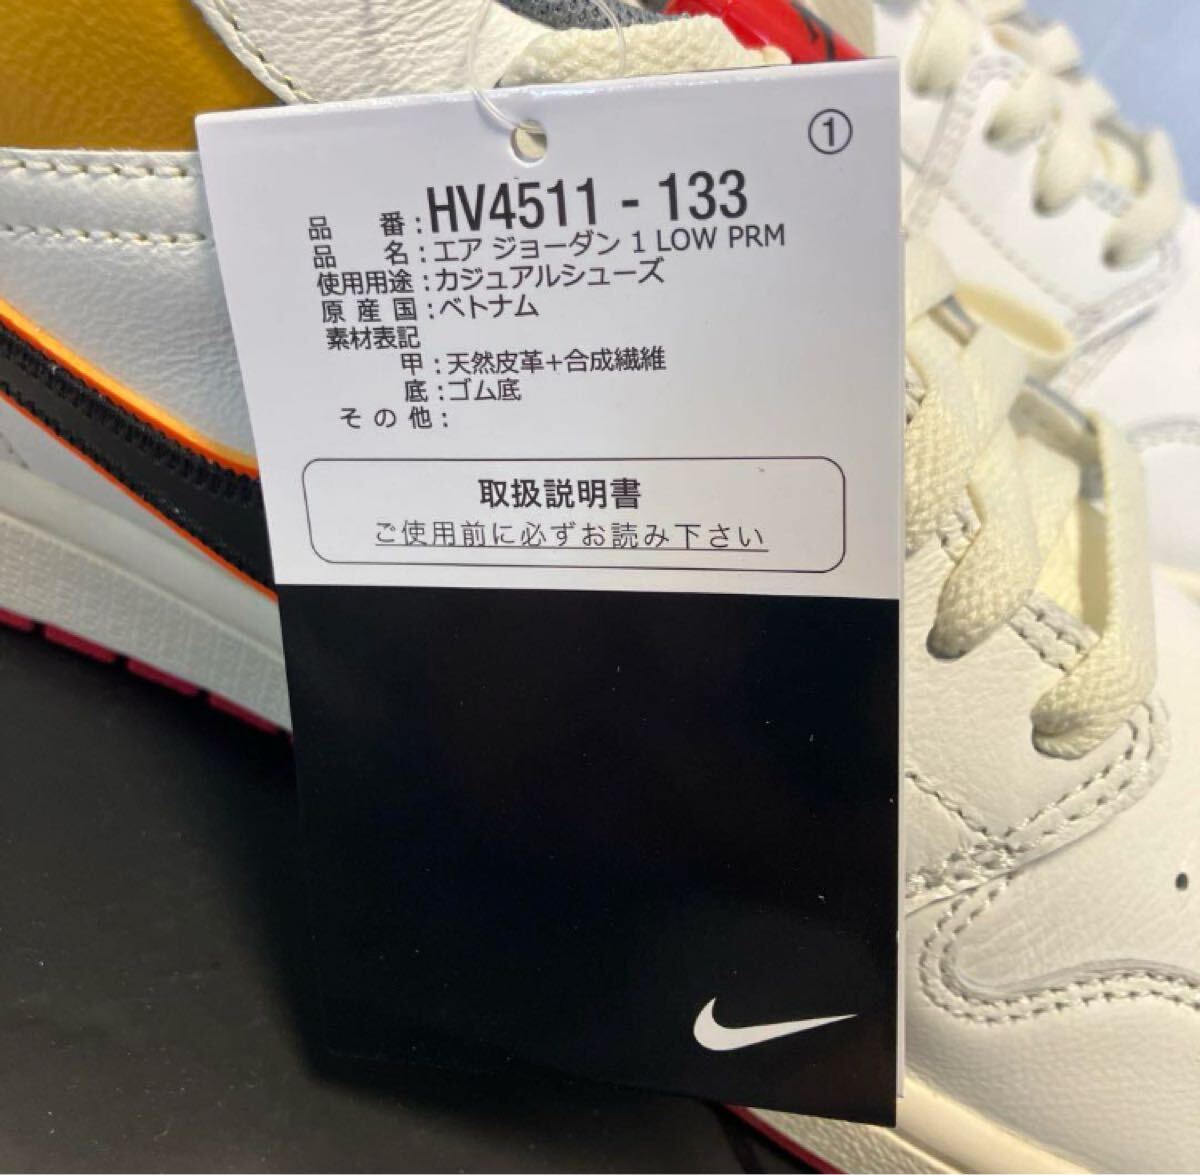 ①
品 番:HV4511 - 133
品 名:エア ジョーダン 1 LOW PRM
使用用途:カジュアルシューズ
原 産 国:ベトナム
素材表記
甲:天然皮革+合成繊維
底:ゴム底
そ の 他:
取扱説明書
ご使用前に必ずお読み下さい